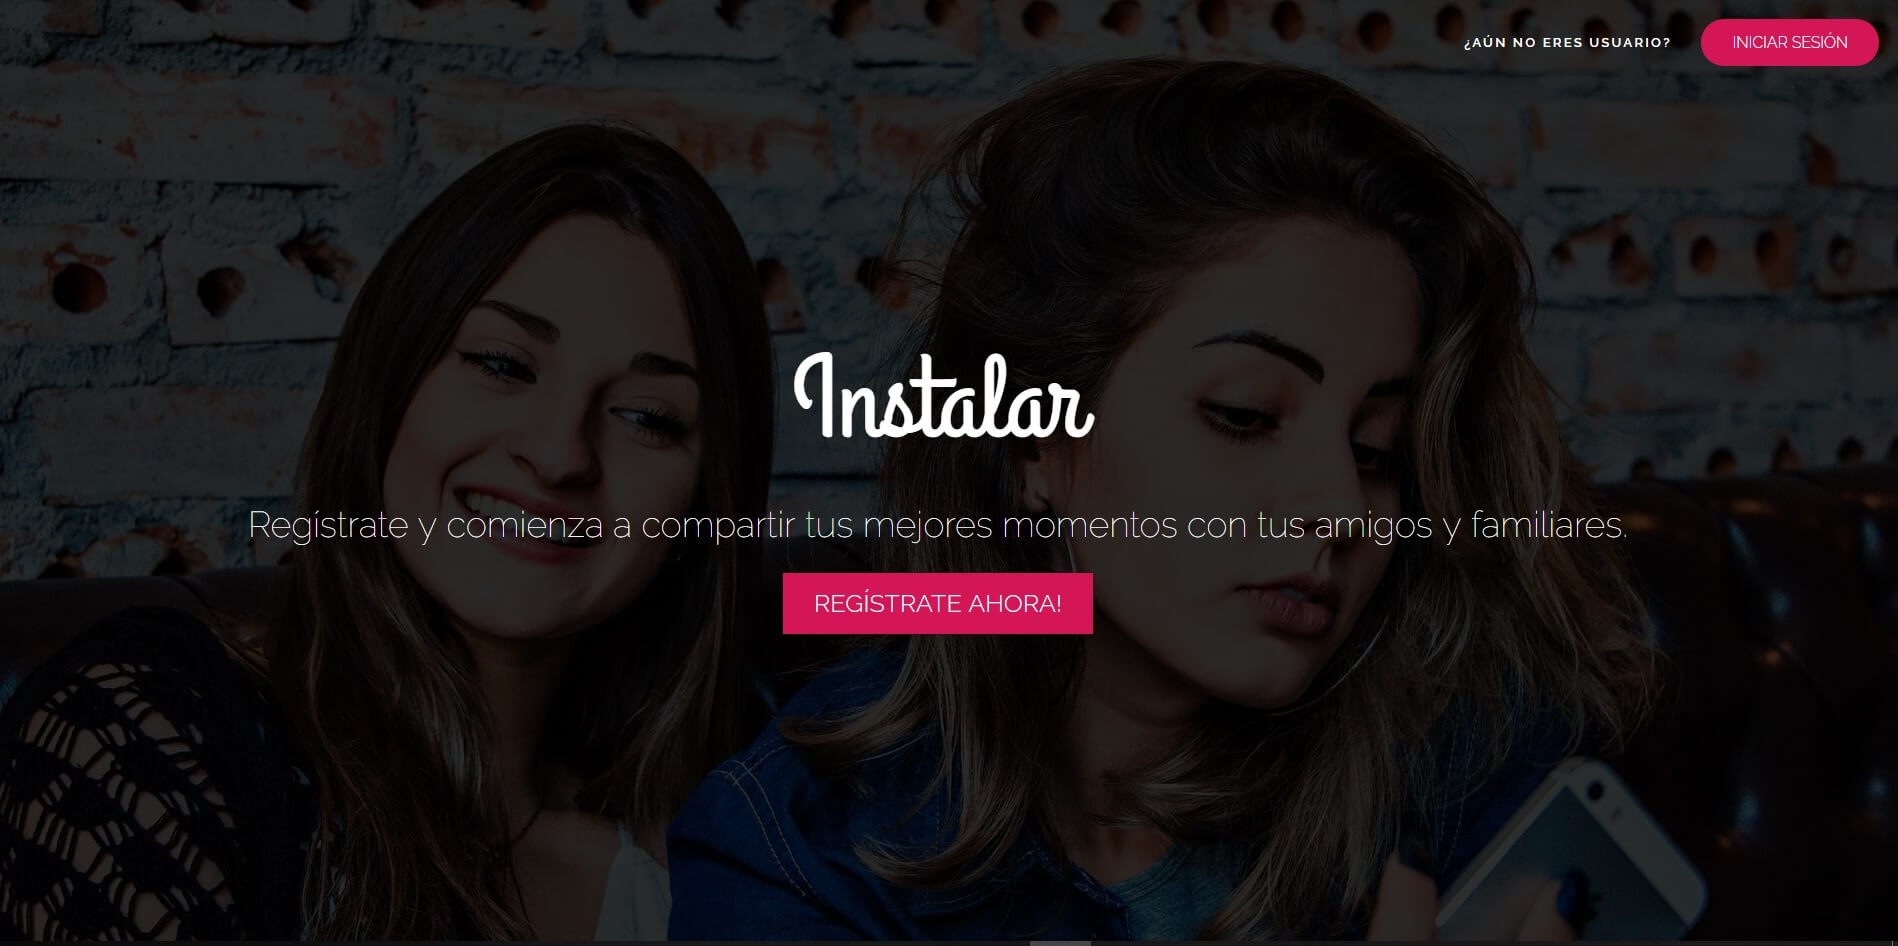 ¿AÚN NO ERES USUARIO?
INICIAR SESIÓN
Instalar
Regístrate y comienza a compartir tus mejores momentos con tus amigos y familiares.
REGÍSTRATE AHORA!